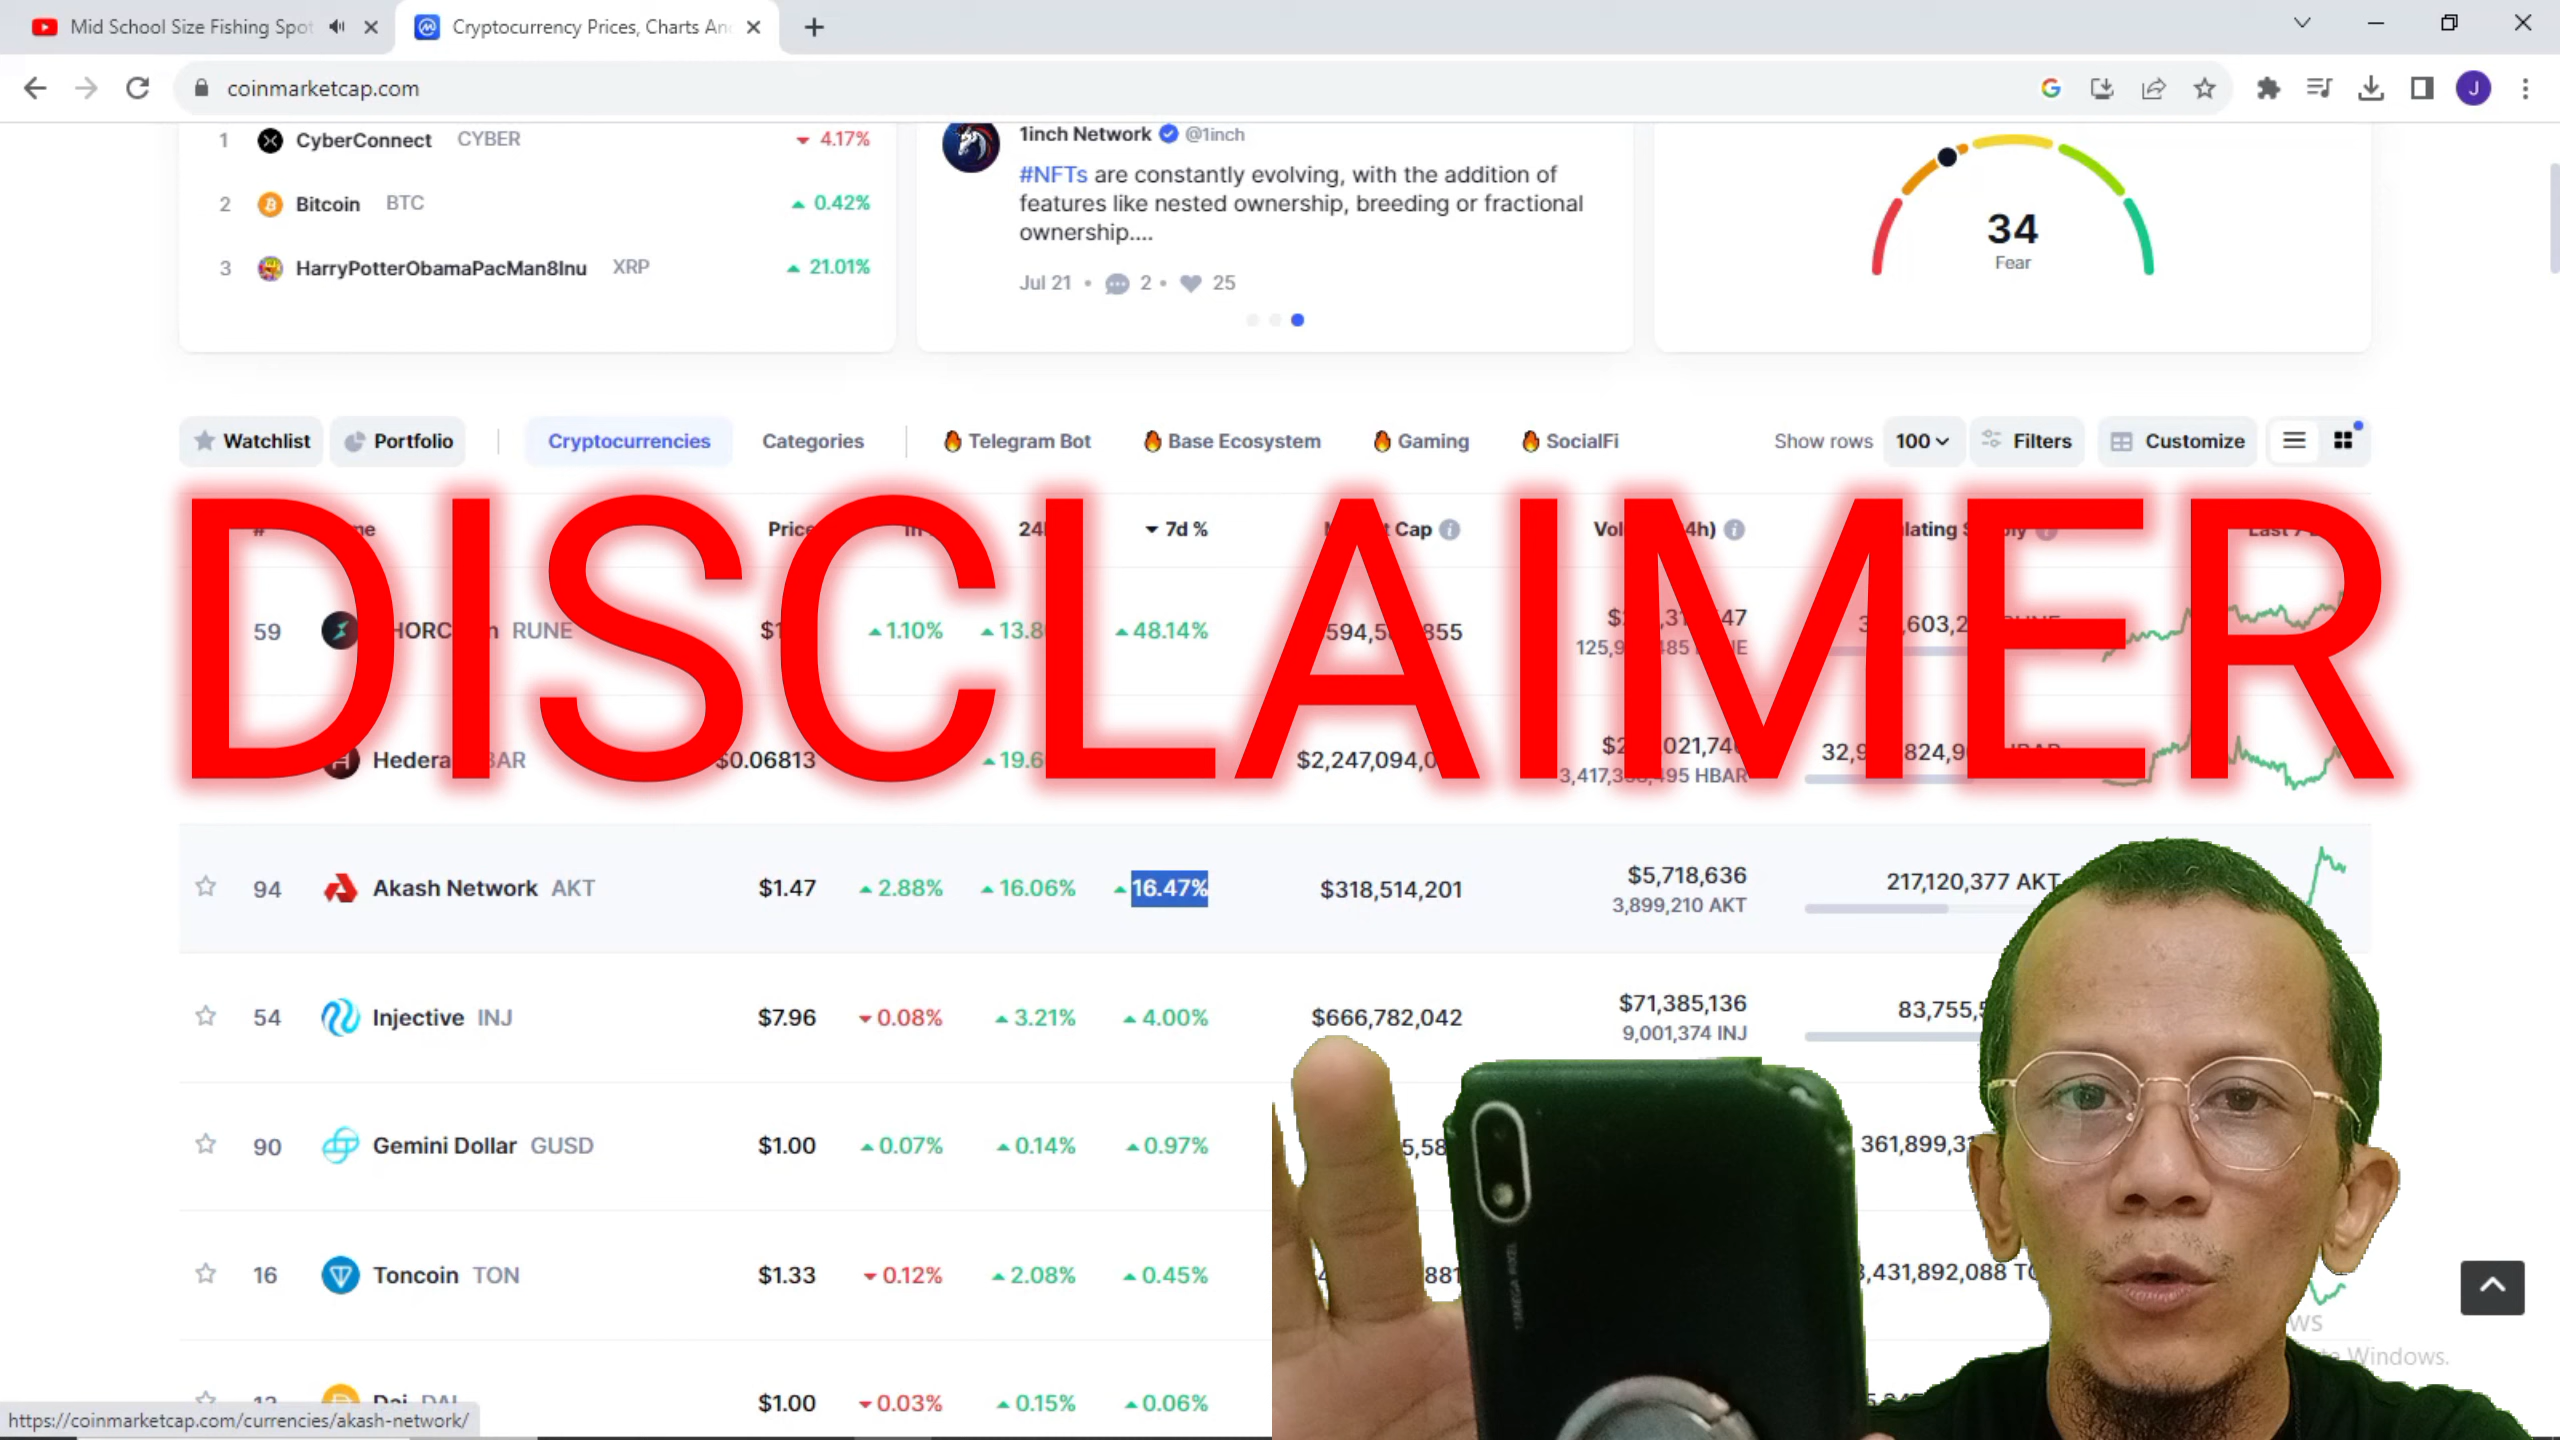 Mid School Size Fishing Spot
Cryptocurrency Prices, Charts An
coinmarketcap.com
J
1 CyberConnect CYBER 4.17%
2 Bitcoin BTC 0.42%
3 HarryPotterObamaPacMan8Inu XRP 21.01%
1inch Network @1inch
#NFTs are constantly evolving, with the addition of
features like nested ownership, breeding or fractional
ownership....
Jul 21 • 2 • 25
34
Fear
Watchlist Portfolio Cryptocurrencies Categories Telegram Bot Base Ecosystem Gaming SocialFi Show rows 100 Filters Customize
DISCLAIMER
# Price 7d % Cap
59 RUNE 1.10% 48.14%
$0.06813
94 Akash Network AKT $1.47 2.88% 16.06% 16.47% $318,514,201 $5,718,636 217,120,377 AKT
3,899,210 AKT
54 Injective INJ $7.96 0.08% 3.21% 4.00% $666,782,042 $71,385,136
9,001,374 INJ
90 Gemini Dollar GUSD $1.00 0.07% 0.14% 0.97%
16 Toncoin TON $1.33 0.12% 2.08% 0.45%
Dai DAI $1.00 0.03% 0.15% 0.06%
Windows.
https://coinmarketcap.com/currencies/akash-network/